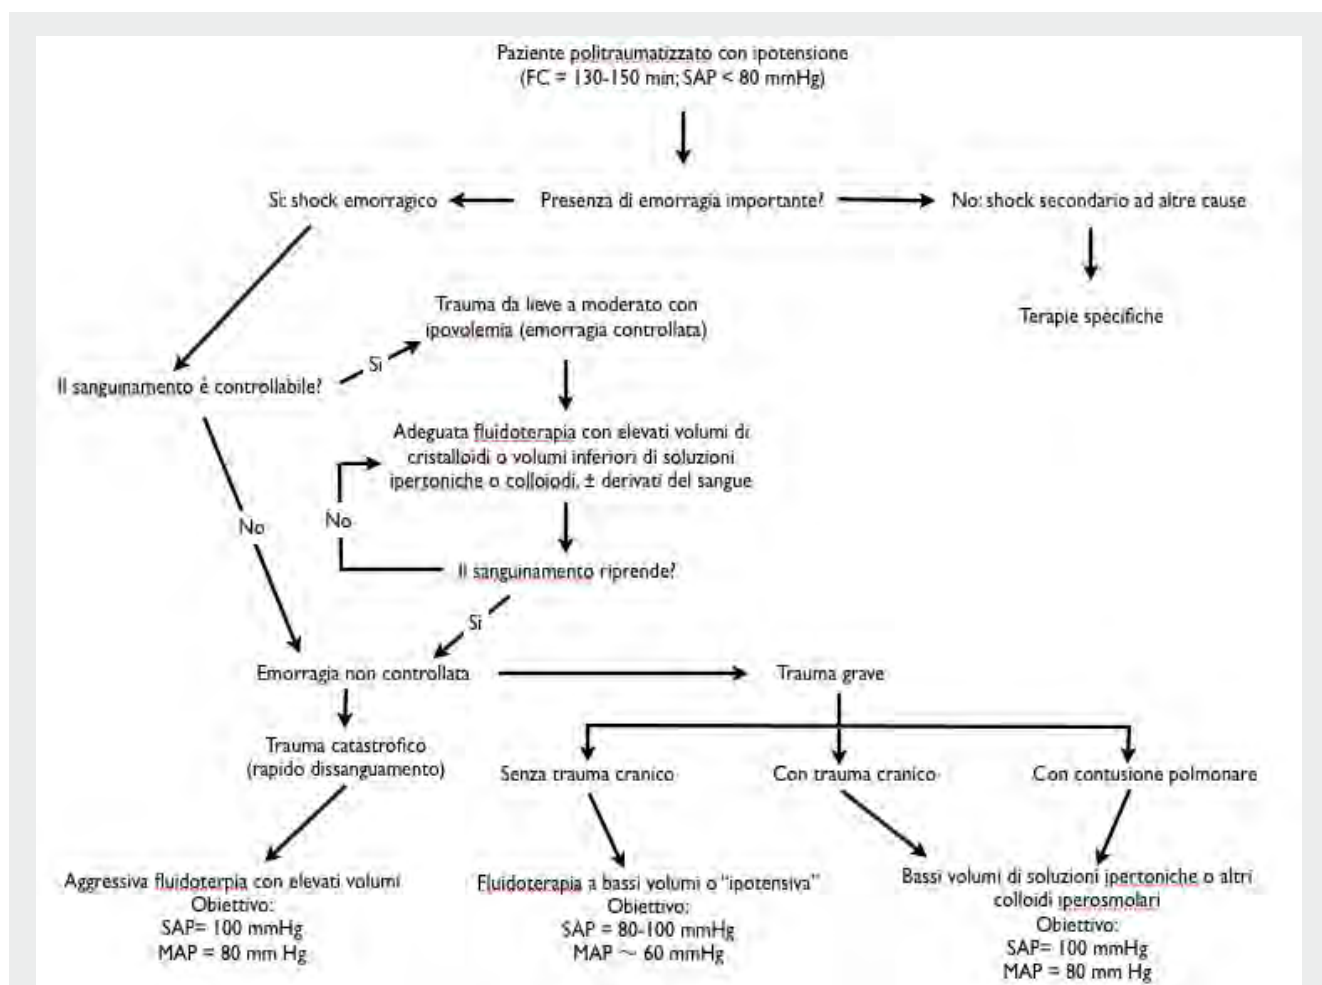 Paziente politraumatizzato con ipotensione
(FC = 130-150 min; SAP < 80 mmHg)
Si: shock emorragico
Presenza di emorragia importante?
No: shock secondario ad altre cause
Trauma da lieve a moderato con
ipovolemia (emorragia controllata)
Terapie specifiche
Si
Il sanguinamento è controllabile?
Adeguata fluidoterapia con elevati volumi di
cristalloidi o volumi inferiori di soluzioni
ipertoniche o colloiodi, ± derivati del sangue
No
No
Il sanguinamento riprende?
Si
Emorragia non controllata
Trauma grave
Trauma catastrofico
(rapido dissanguamento)
Senza trauma cranico
Con trauma cranico
Con contusione polmonare
Aggressiva fluidoterpia con elevati volumi
Obiettivo:
SAP= 100 mmHg
MAP = 80 mm Hg
Fluidoterapia a bassi volumi o "ipotensiva"
Obiettivo:
SAP = 80-100 mmHg
MAP ~ 60 mmHg
Bassi volumi di soluzioni ipertoniche o altri
colloidi iperosmolari
Obiettivo:
SAP= 100 mmHg
MAP = 80 mm Hg